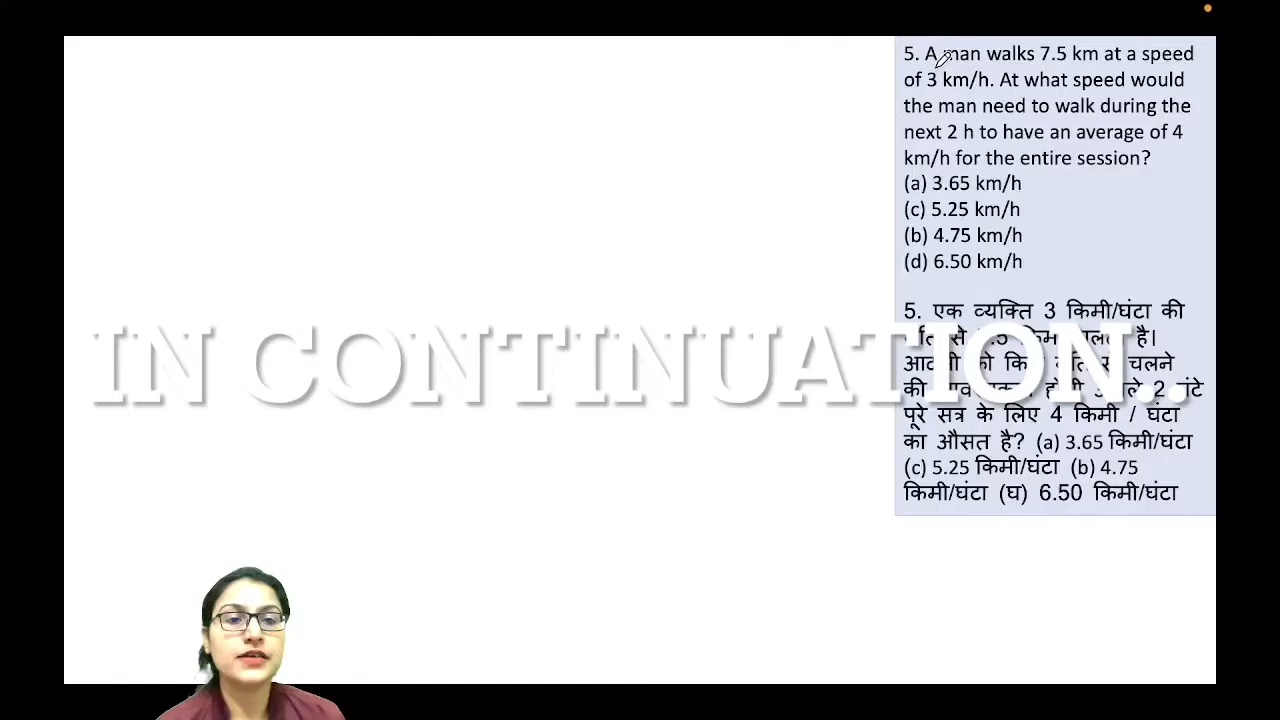 5. A man walks 7.5 km at a speed
of 3 km/h. At what speed would
the man need to walk during the
next 2 h to have an average of 4
km/h for the entire session?
(a) 3.65 km/h
(c) 5.25 km/h
(b) 4.75 km/h
(d) 6.50 km/h
5. एक व्यक्ति 3 किमी/घंटा की
से है।
चलने
2
पूरे सत्र के लिए 4 किमी / घंटा
का औसत है? (a) 3.65 किमी/घंटा
(c) 5.25 किमी/घंटा (b) 4.75
किमी/घंटा (घ) 6.50 किमी/घंटा
IN CONTINUATION..